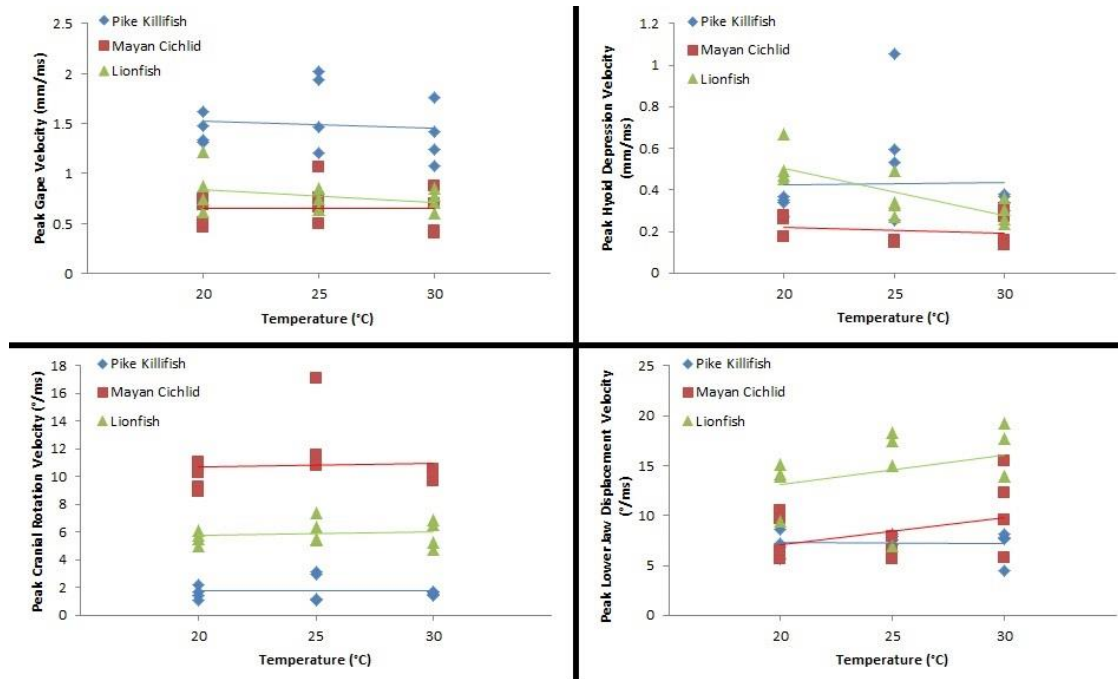 Peak Gape Velocity (mm/ms)
2.5
2
1.5
1
0.5
0
Pike Killifish
Mayan Cichlid
Lionfish
20 25 30
Temperature (°C)
Peak Hyoid Depression Velocity
(mm/ms)
1.2
1
0.8
0.6
0.4
0.2
0
Pike Killifish
Mayan Cichlid
Lionfish
20 25 30
Temperature (°C)
Peak Cranial Rotation Velocity (°/ms)
18
16
14
12
10
8
6
4
2
0
Pike Killifish
Mayan Cichlid
Lionfish
20 25 30
Temperature (°C)
Peak Lower Jaw Displacement Velocity
(°/ms)
25
20
15
10
5
0
Pike Killifish
Mayan Cichlid
Lionfish
20 25 30
Temperature (°C)